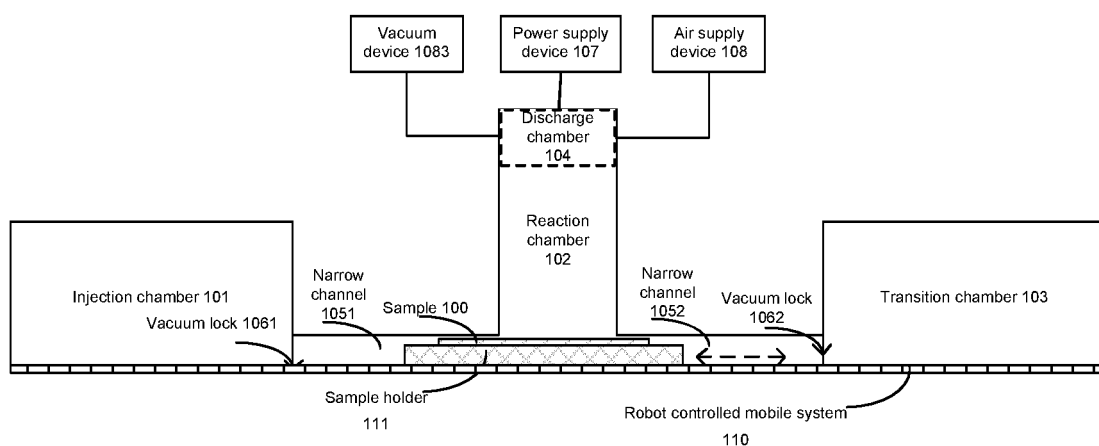 Vacuum
device 1083
Power supply
device 107
Air supply
device 108
Discharge
chamber
104
Reaction
chamber
102
Injection chamber 101
Vacuum lock 1061
Narrow
channel
1051
Sample 100
Narrow
channel
1052
Vacuum lock
1062
Transition chamber 103
Sample holder
111
Robot controlled mobile system
110